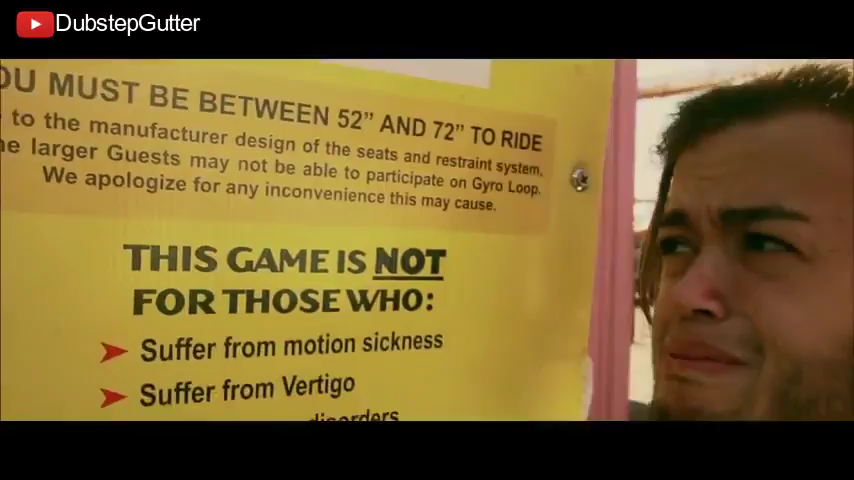 DubstepGutter
OU MUST BE BETWEEN 52” AND 72” TO RIDE
to the manufacturer design of the seats and restraint system,
larger Guests may not be able to participate on Gyro Loop.
We apologize for any inconvenience this may cause.
THIS GAME IS NOT
FOR THOSE WHO:
Suffer from motion sickness
Suffer from Vertigo
disorders